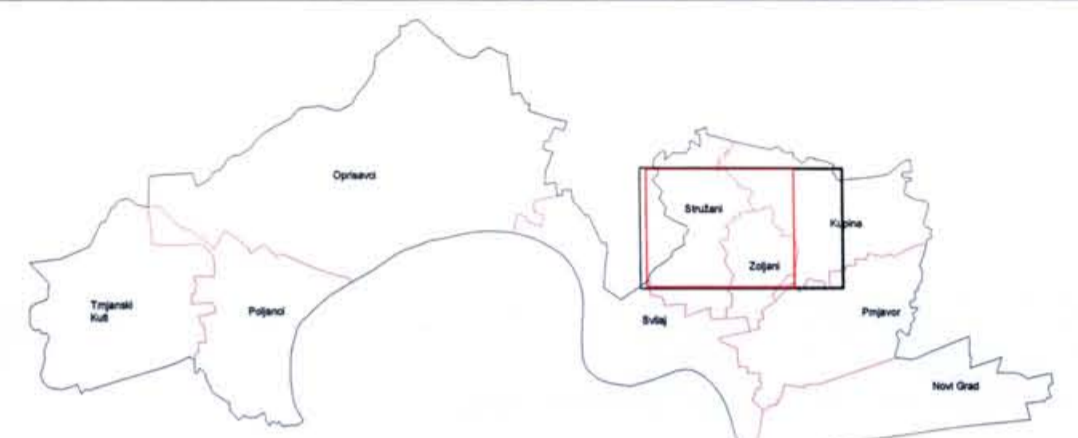 Oprisavci
Stružani
Kupina
Zoljani
Trnjanski
Kuti
Poljanci
Svilaj
Prnjavor
Novi Grad